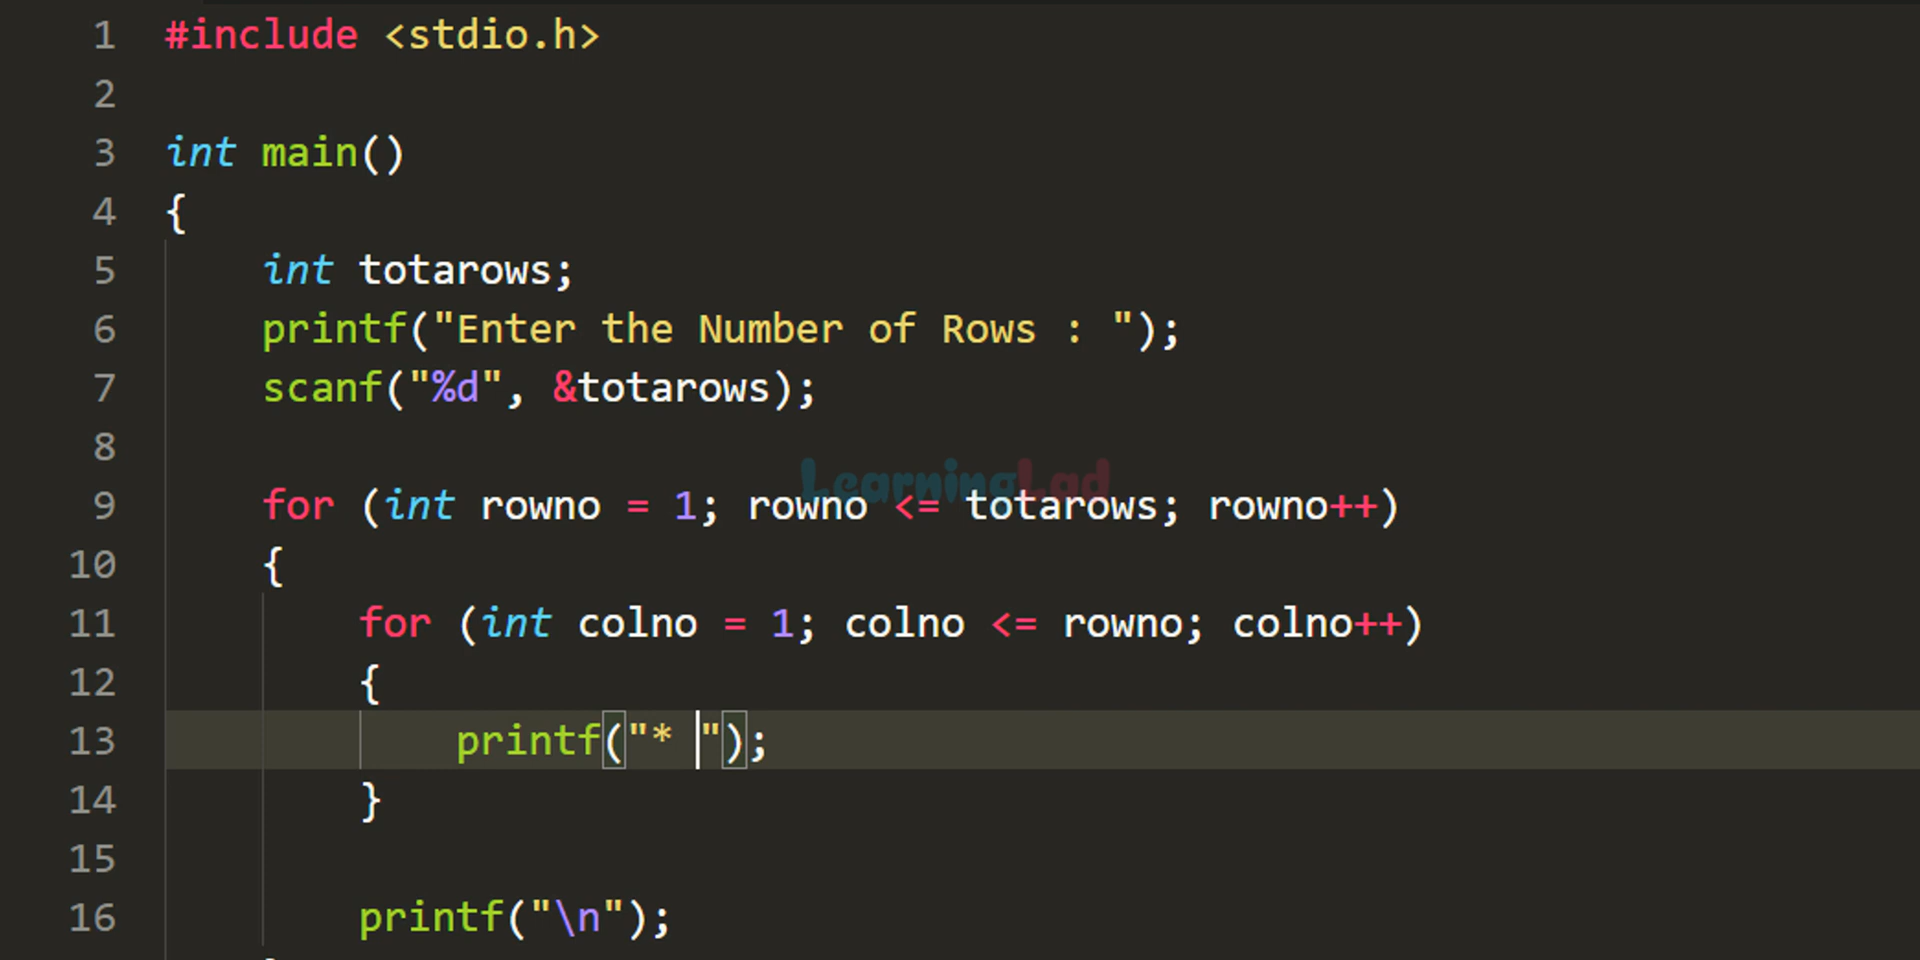 1 #include <stdio.h>
2
3 int main()
4 {
5     int totarows;
6     printf("Enter the Number of Rows : ");
7     scanf("%d", &totarows);
8
LearningLad
9     for (int rowno = 1; rowno <= totarows; rowno++)
10     {
11         for (int colno = 1; colno <= rowno; colno++)
12         {
13             printf("* ");
14         }
15
16         printf("\n");